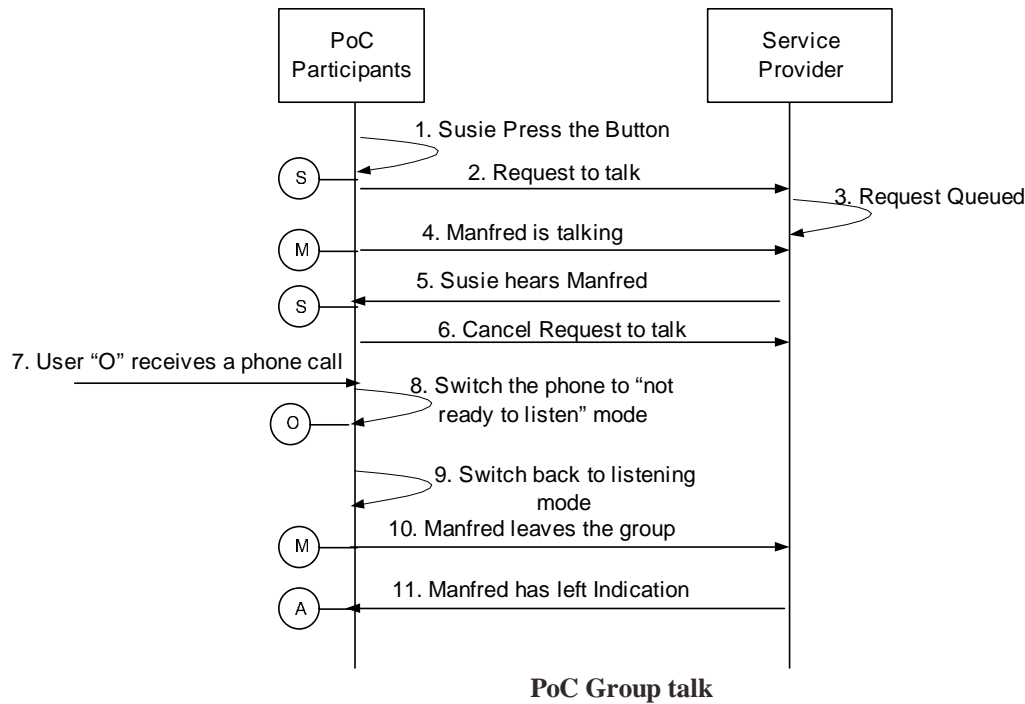 PoC
Participants
Service
Provider
1. Susie Press the Button
S
2. Request to talk
3. Request Queued
M
4. Manfred is talking
5. Susie hears Manfred
S
6. Cancel Request to talk
7. User “O” receives a phone call
8. Switch the phone to “not
ready to listen” mode
O
9. Switch back to listening
mode
10. Manfred leaves the group
M
11. Manfred has left Indication
A
PoC Group talk